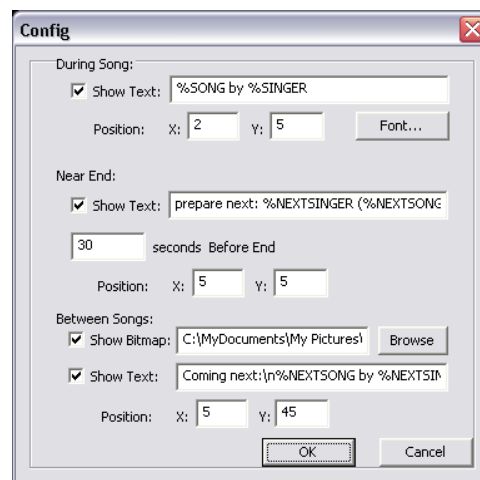 Config
During Song:
Show Text: %SONG by %SINGER
Position: X: 2 Y: 5 Font...
Near End:
Show Text: prepare next: %NEXTSINGER (%NEXTSONG
30 seconds Before End
Position: X: 5 Y: 5
Between Songs:
Show Bitmap: C:\MyDocuments\My Pictures\ Browse
Show Text: Coming next:\n%NEXTSONG by %NEXTSIN
Position: X: 5 Y: 45
OK Cancel